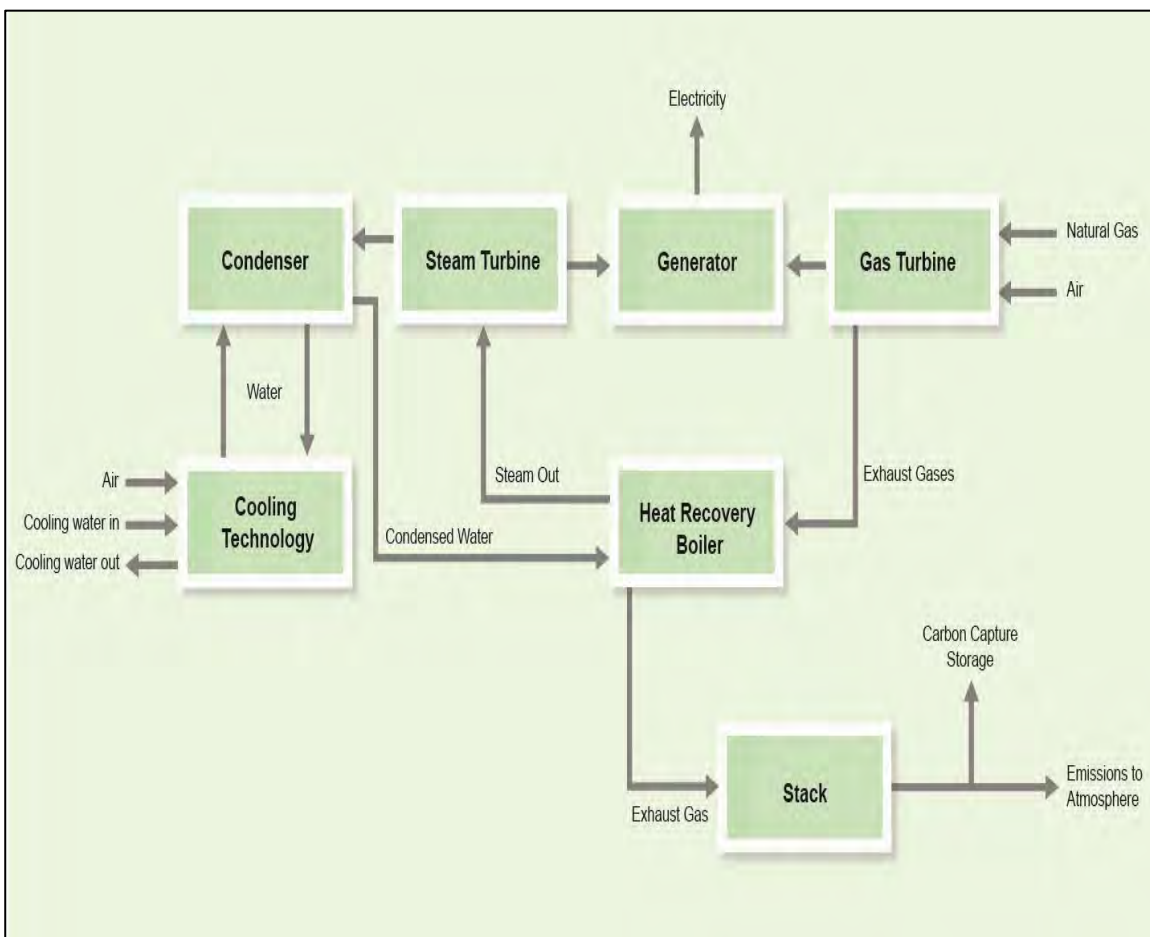 Electricity
Condenser
Steam Turbine
Generator
Gas Turbine
Natural Gas
Air
Water
Air
Cooling water in
Cooling water out
Cooling
Technology
Steam Out
Condensed Water
Heat Recovery
Boiler
Exhaust Gases
Carbon Capture
Storage
Stack
Exhaust Gas
Emissions to
Atmosphere